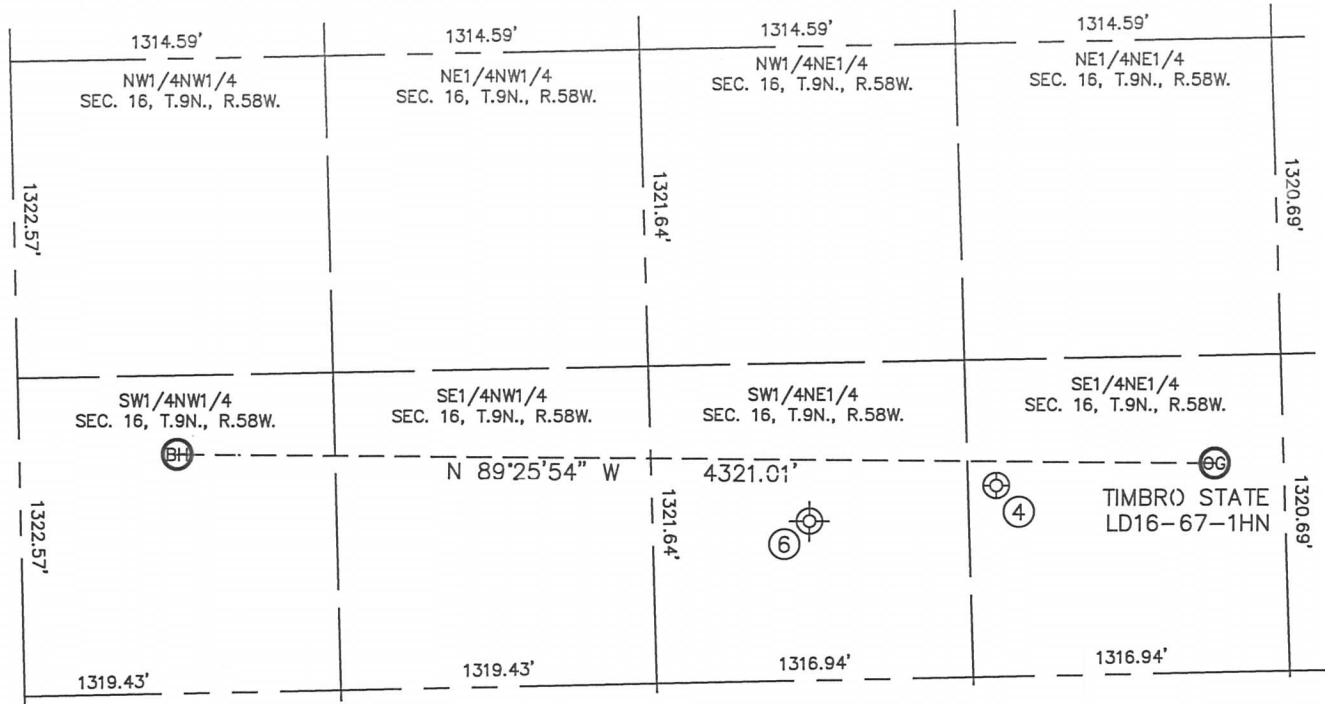 1314.59'
1314.59'
1314.59'
1314.59'
NW1/4NW1/4
SEC. 16, T.9N., R.58W.
NE1/4NW1/4
SEC. 16, T.9N., R.58W.
NW1/4NE1/4
SEC. 16, T.9N., R.58W.
NE1/4NE1/4
SEC. 16, T.9N., R.58W.
1322.57'
1321.64'
1320.69'
SW1/4NW1/4
SEC. 16, T.9N., R.58W.
SE1/4NW1/4
SEC. 16, T.9N., R.58W.
SW1/4NE1/4
SEC. 16, T.9N., R.58W.
SE1/4NE1/4
SEC. 16, T.9N., R.58W.
BH
N 89°25'54" W 4321.01'
OG
TIMBRO STATE
LD16-67-1HN
4
6
1322.57'
1321.64'
1320.69'
1319.43'
1319.43'
1316.94'
1316.94'